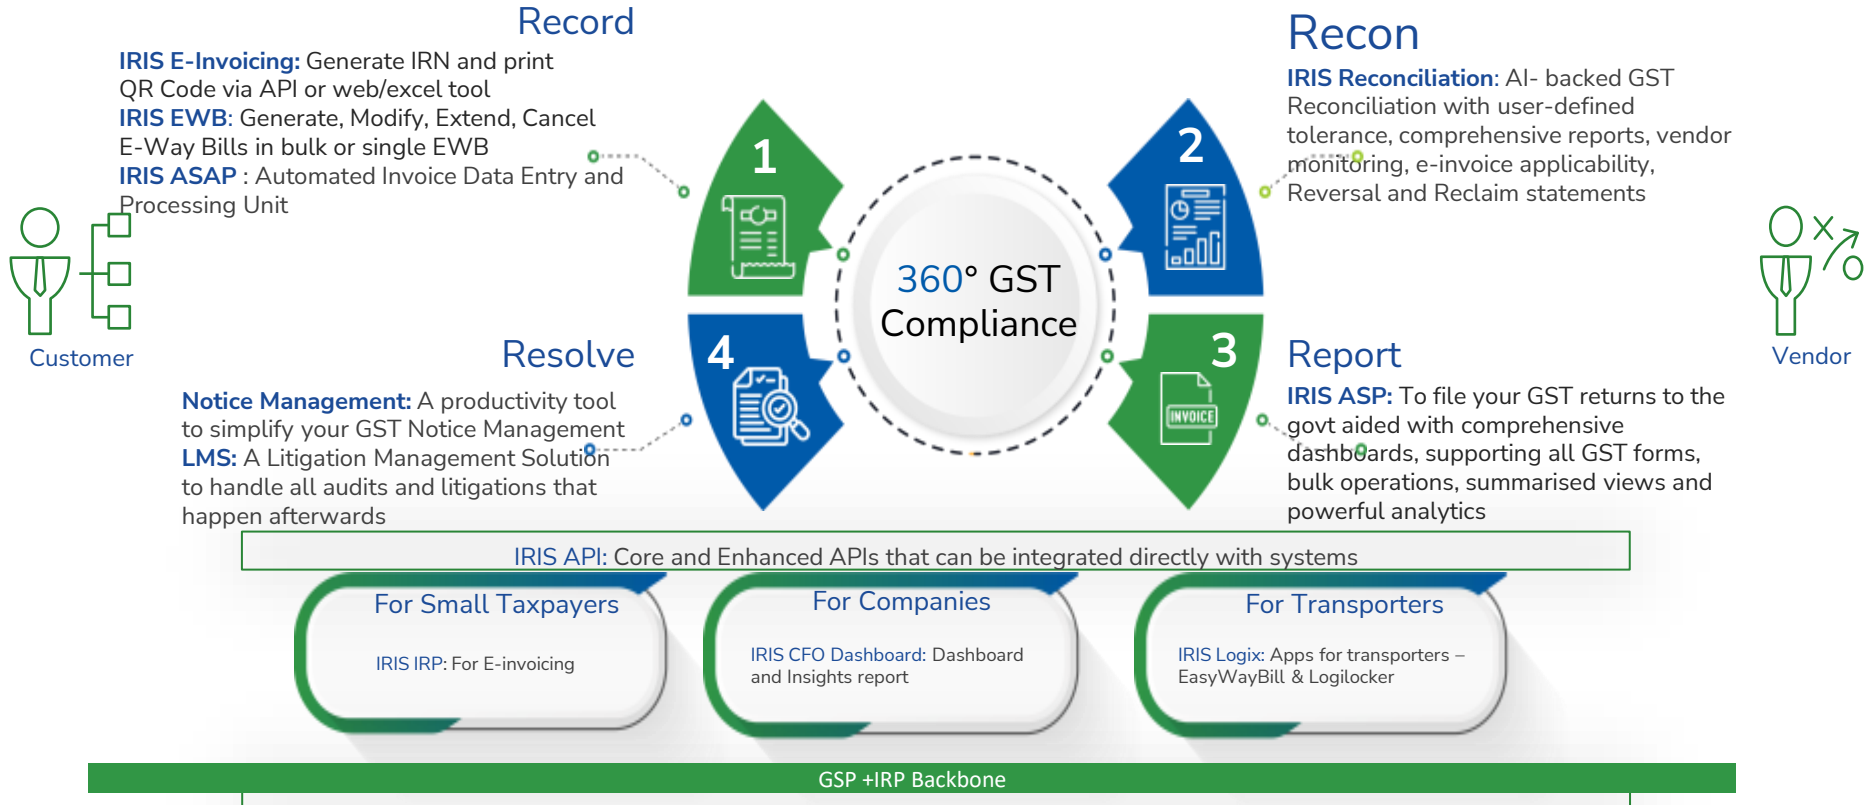 Record
IRIS E-Invoicing: Generate IRN and print
QR Code via API or web/excel tool
IRIS EWB: Generate, Modify, Extend, Cancel
E-Way Bills in bulk or single EWB
IRIS ASAP : Automated Invoice Data Entry and
Processing Unit
Customer
1
2
360° GST
Compliance
4
3
INVOICE
Recon
IRIS Reconciliation: AI- backed GST
Reconciliation with user-defined
tolerance, comprehensive reports, vendor
monitoring, e-invoice applicability,
Reversal and Reclaim statements
Vendor
Resolve
Notice Management: A productivity tool
to simplify your GST Notice Management
LMS: A Litigation Management Solution
to handle all audits and litigations that
happen afterwards
Report
IRIS ASP: To file your GST returns to the
govt aided with comprehensive
dashboards, supporting all GST forms,
bulk operations, summarised views and
powerful analytics
IRIS API: Core and Enhanced APIs that can be integrated directly with systems
For Small Taxpayers
IRIS IRP: For E-invoicing
For Companies
IRIS CFO Dashboard: Dashboard
and Insights report
For Transporters
IRIS Logix: Apps for transporters –
EasyWayBill & Logilocker
GSP +IRP Backbone